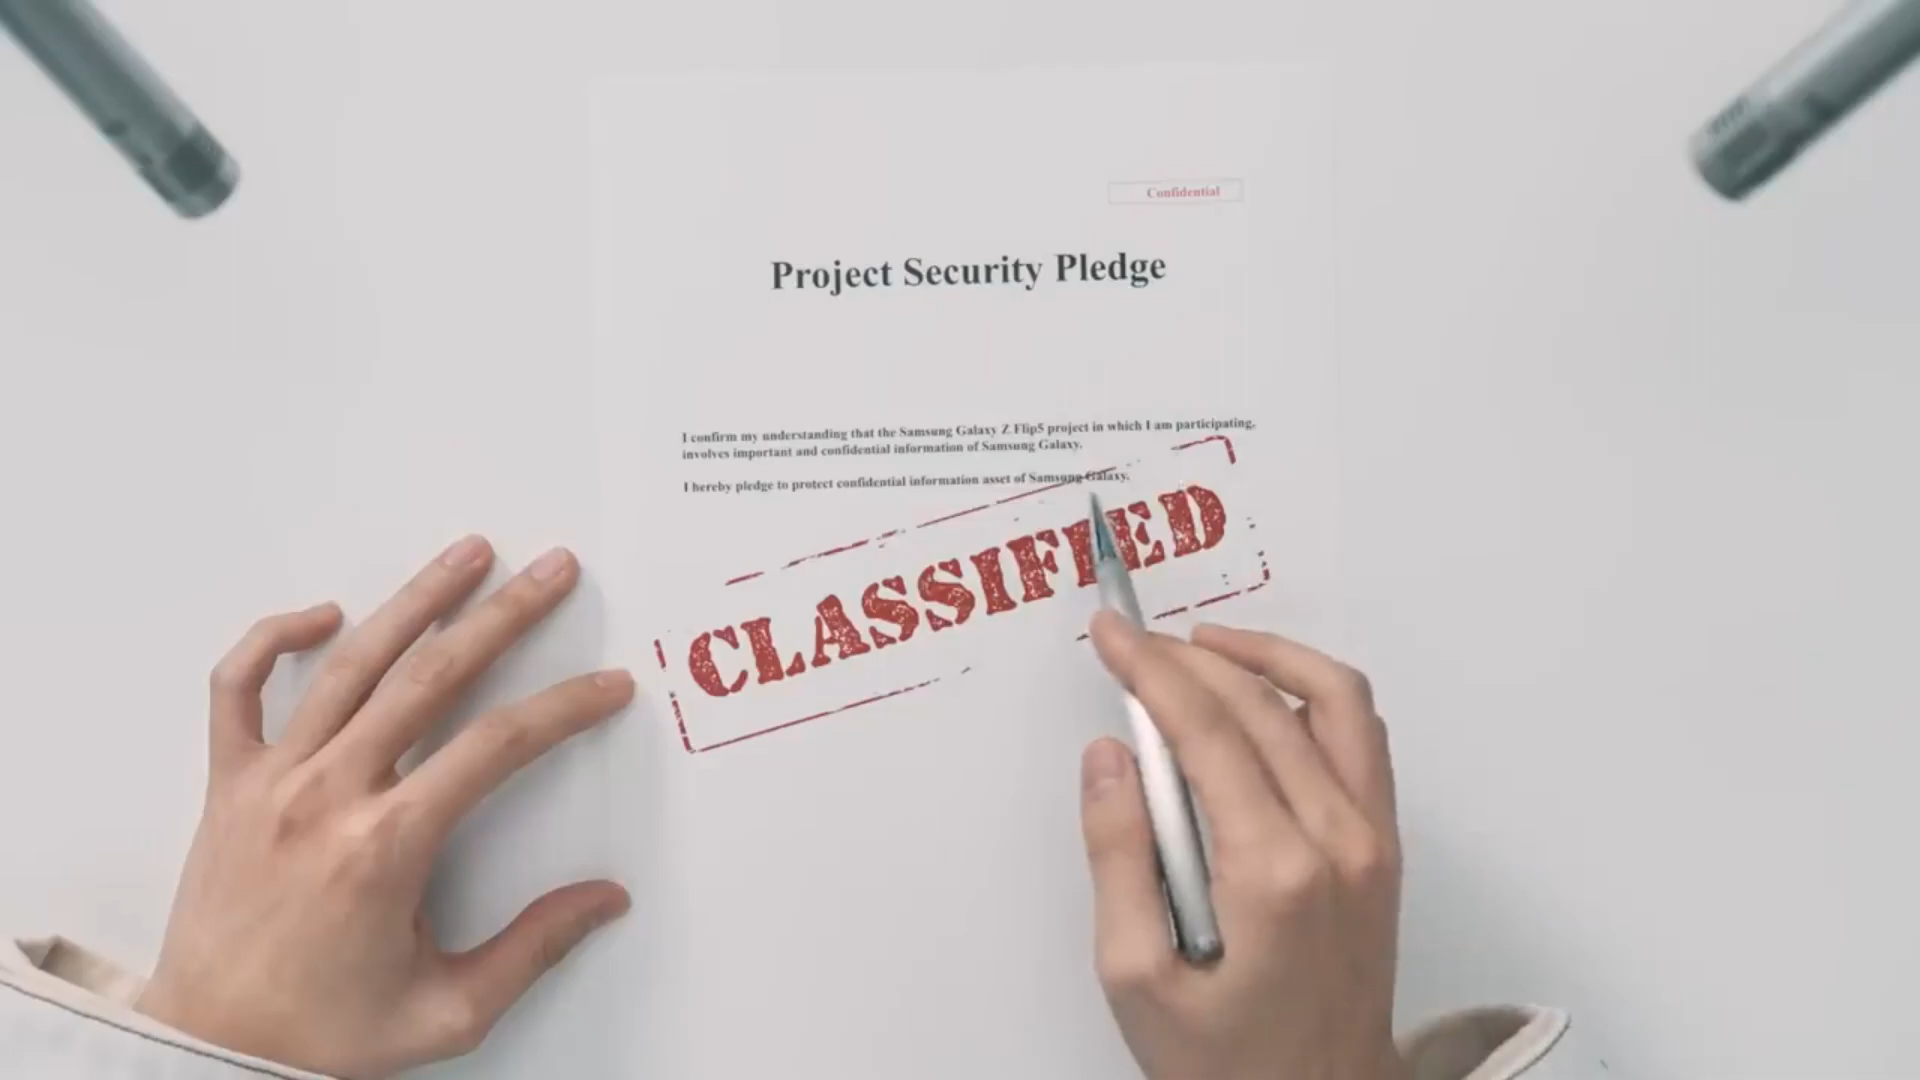 Confidential
Project Security Pledge
I confirm my understanding that the Samsung Galaxy Z Flip5 project in which I am participating,
involves important and confidential information of Samsung Galaxy.
I hereby pledge to protect confidential information asset of Samsung Galaxy.
CLASSIFIED